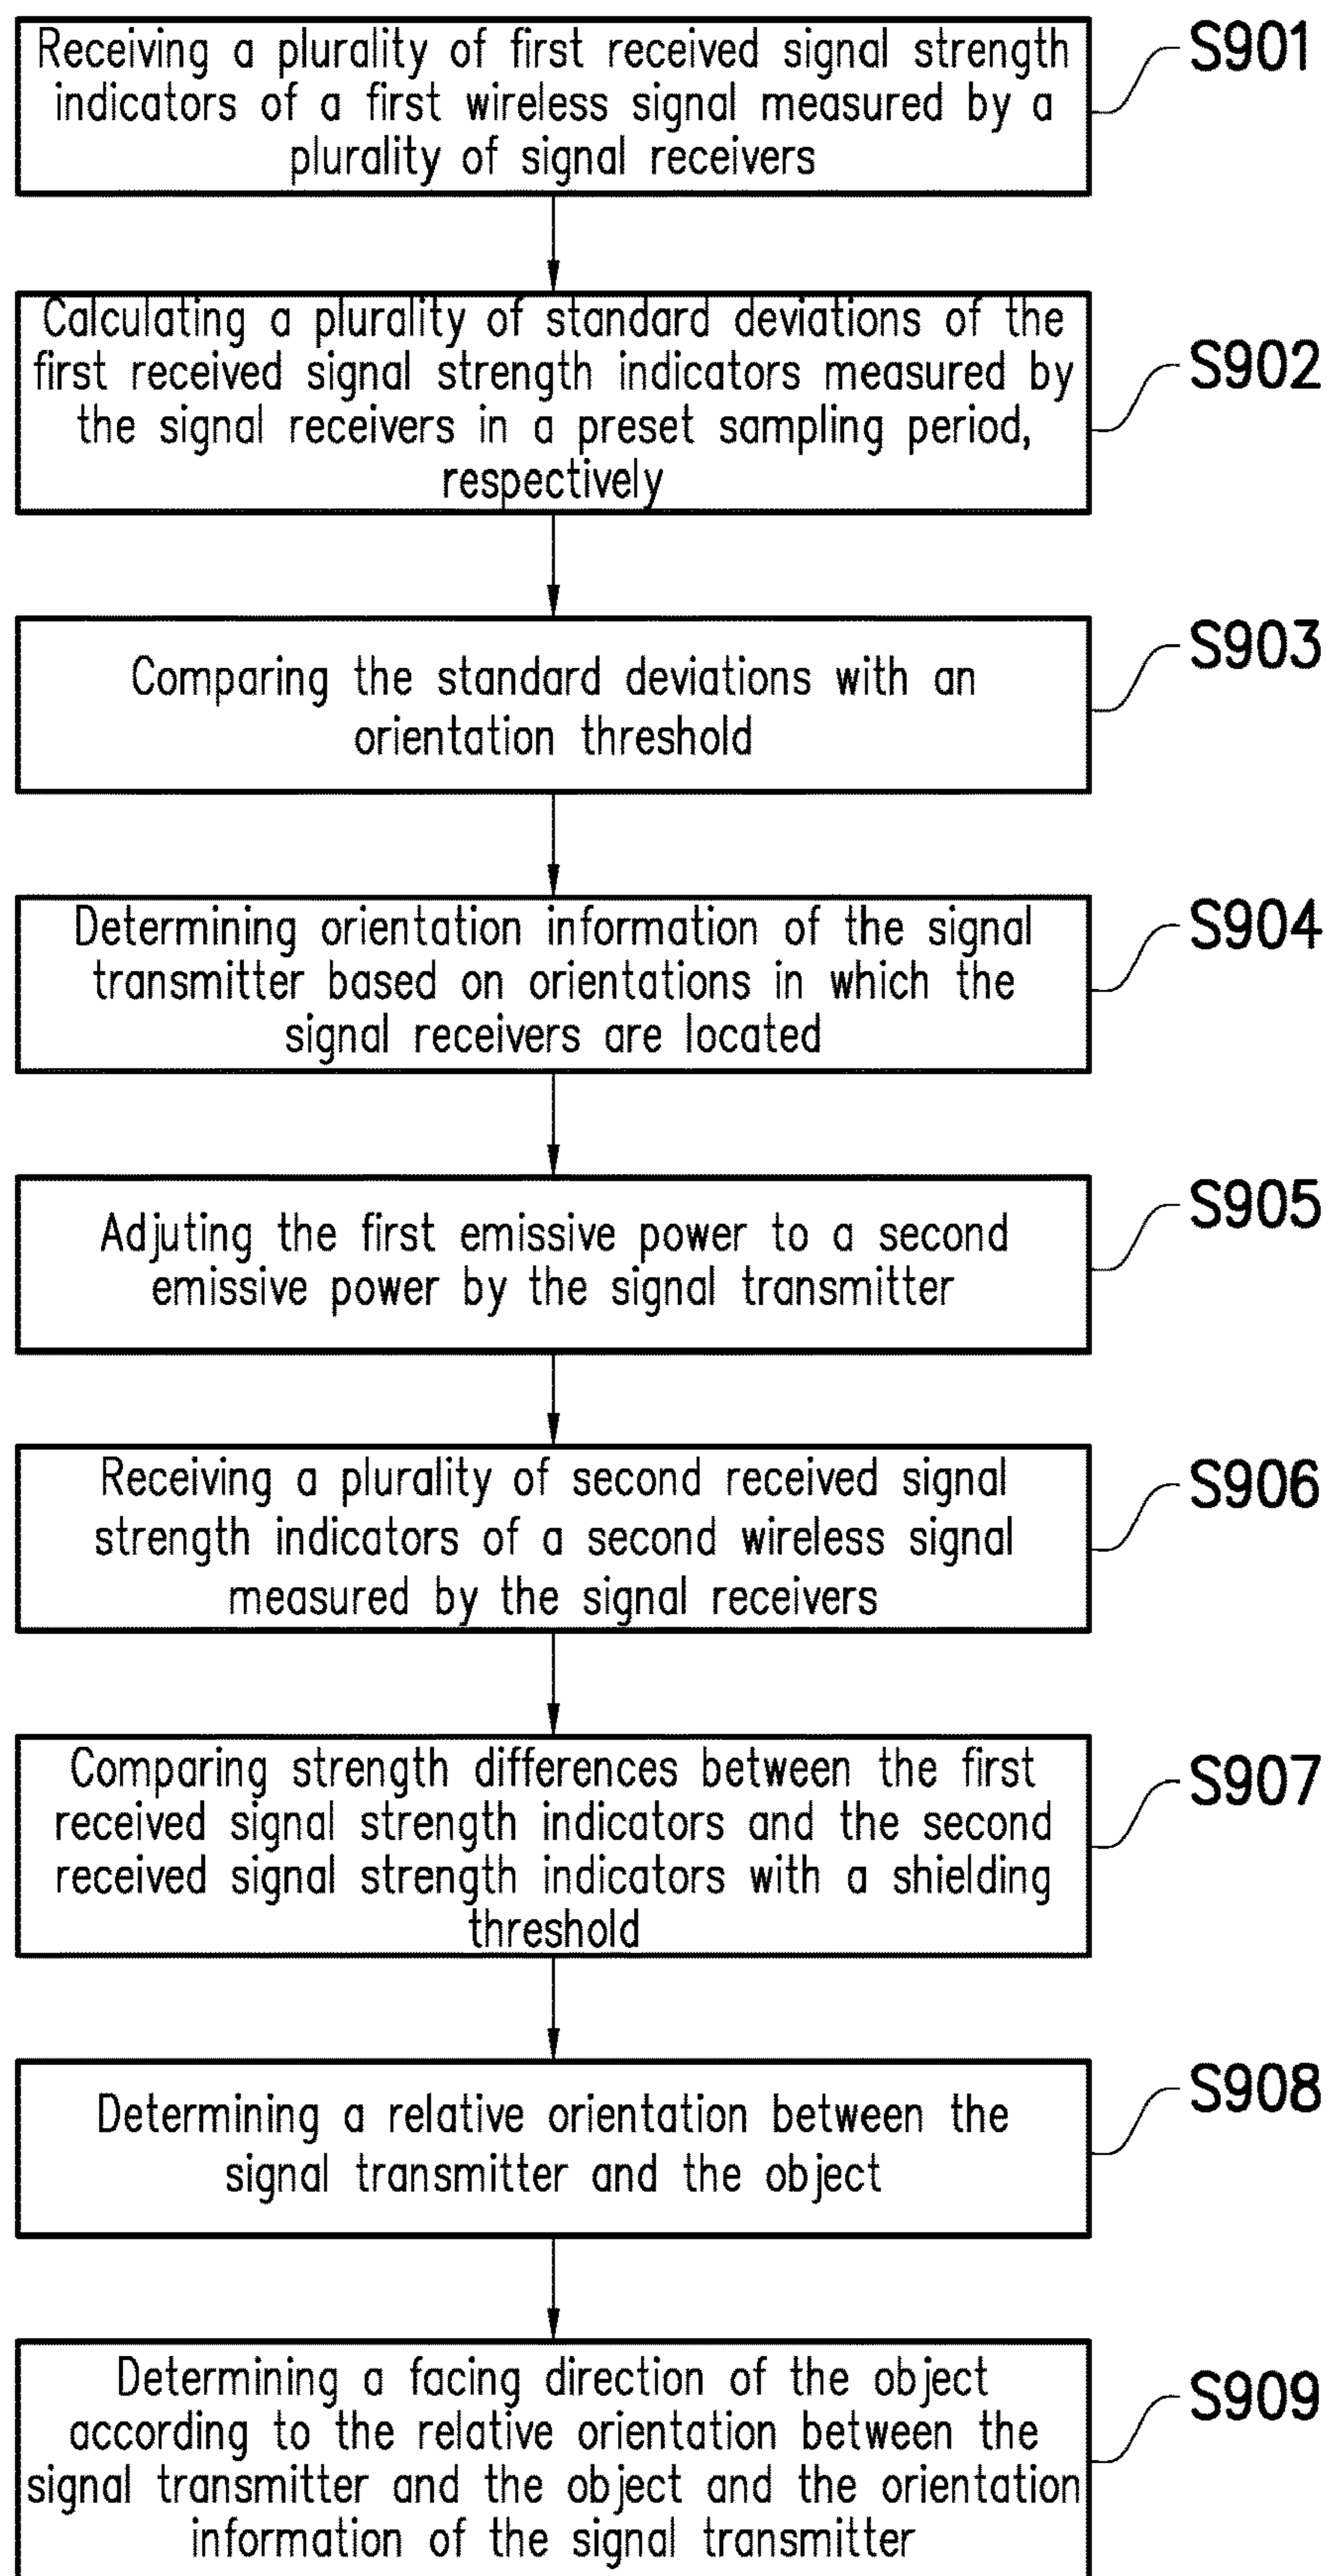 Receiving a plurality of first received signal strength
indicators of a first wireless signal measured by a
plurality of signal receivers
S901
Calculating a plurality of standard deviations of the
first received signal strength indicators measured by
the signal receivers in a preset sampling period,
respectively
S902
Comparing the standard deviations with an
orientation threshold
S903
Determining orientation information of the signal
transmitter based on orientations in which the
signal receivers are located
S904
Adjuting the first emissive power to a second
emissive power by the signal transmitter
S905
Receiving a plurality of second received signal
strength indicators of a second wireless signal
measured by the signal receivers
S906
Comparing strength differences between the first
received signal strength indicators and the second
received signal strength indicators with a shielding
threshold
S907
Determining a relative orientation between the
signal transmitter and the object
S908
Determining a facing direction of the object
according to the relative orientation between the
signal transmitter and the object and the orientation
information of the signal transmitter
S909